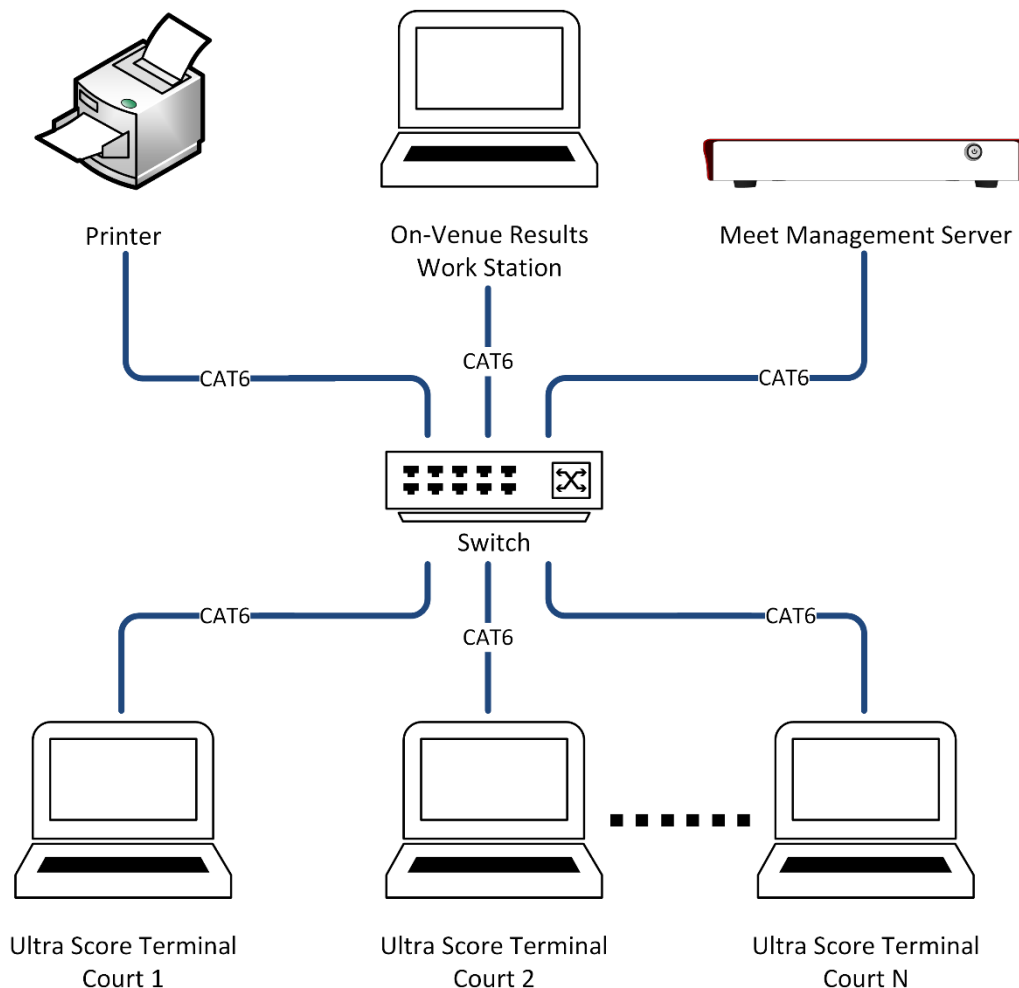 Printer
On-Venue Results
Work Station
Meet Management Server
CAT6
CAT6
CAT6
Switch
CAT6
CAT6
CAT6
Ultra Score Terminal
Court 1
Ultra Score Terminal
Court 2
Ultra Score Terminal
Court N